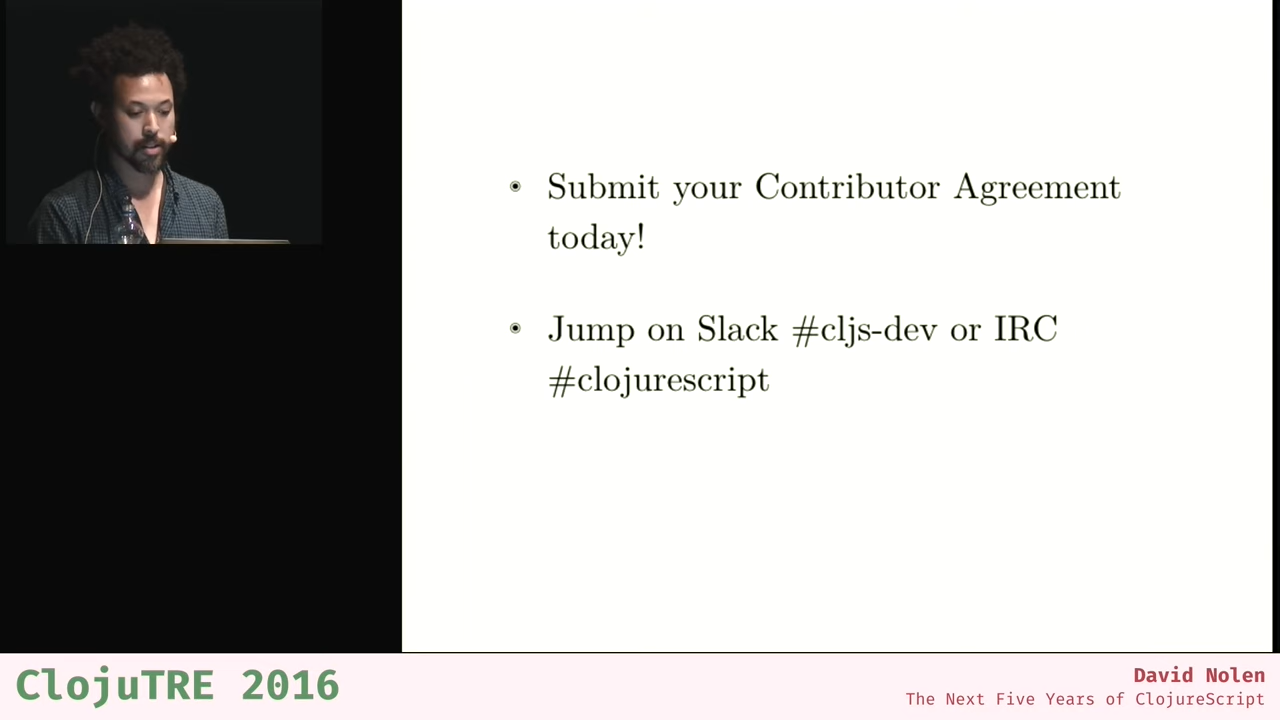 Submit your Contributor Agreement
today!
Jump on Slack #cljs-dev or IRC
#clojurescript
ClojuTRE 2016
David Nolen
The Next Five Years of ClojureScript